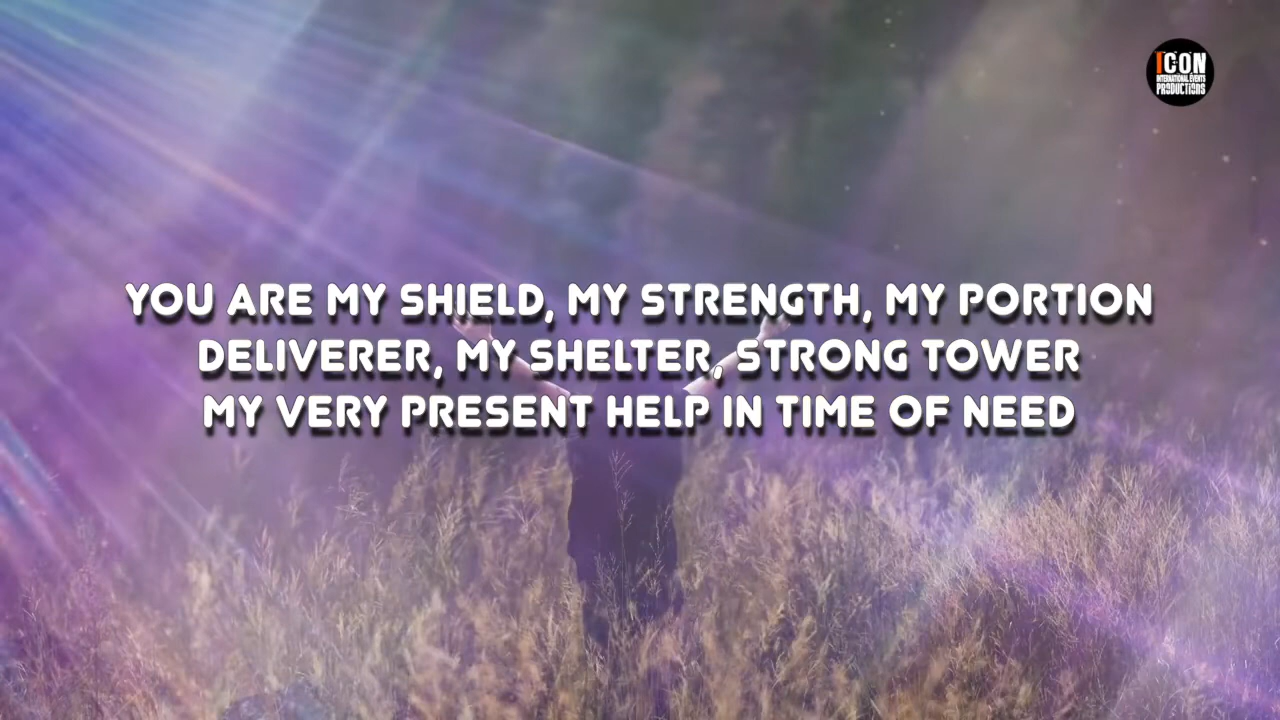 ICON
INTERNATIONAL EVENTS
PRODUCTIONS
YOU ARE MY SHIELD, MY STRENGTH, MY PORTION
DELIVERER, MY SHELTER, STRONG TOWER
MY VERY PRESENT HELP IN TIME OF NEED